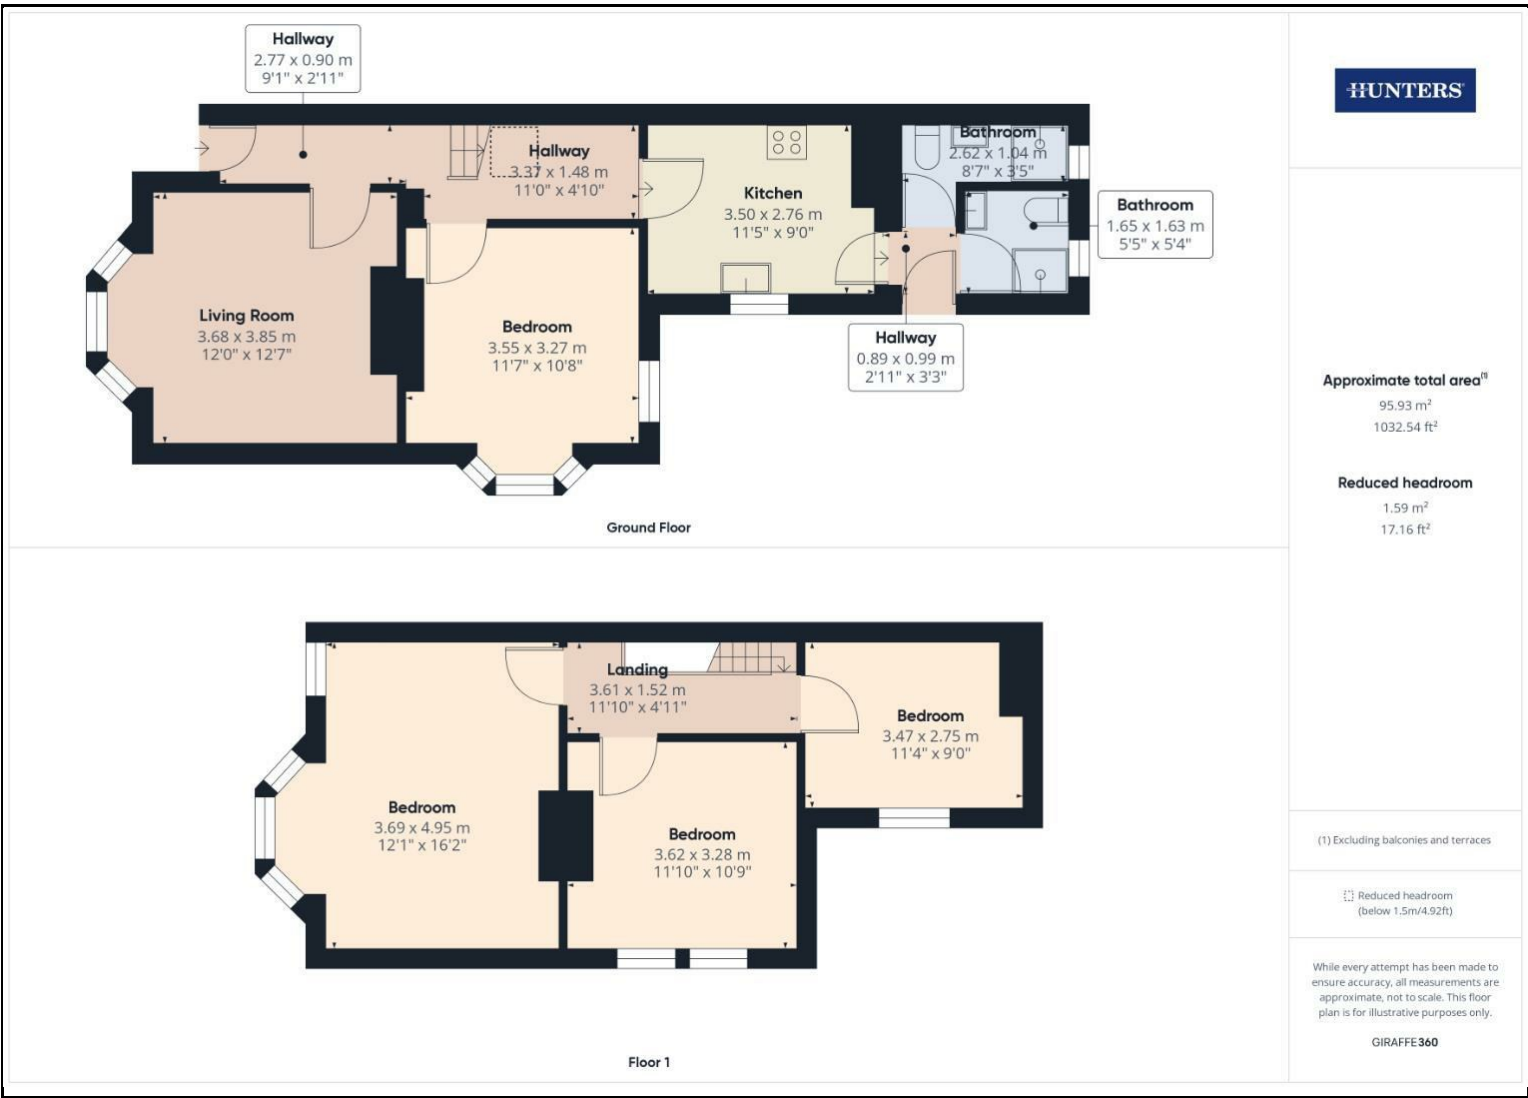 Hallway
2.77 x 0.90 m
9'1" x 2'11"
Hallway
3.37 x 1.48 m
11'0" x 4'10"
Bathroom
2.62 x 1.04 m
8'7" x 3'5"
Kitchen
3.50 x 2.76 m
11'5" x 9'0"
Bathroom
1.65 x 1.63 m
5'5" x 5'4"
Living Room
3.68 x 3.85 m
12'0" x 12'7"
Bedroom
3.55 x 3.27 m
11'7" x 10'8"
Hallway
0.89 x 0.99 m
2'11" x 3'3"
Ground Floor
Landing
3.61 x 1.52 m
11'10" x 4'11"
Bedroom
3.47 x 2.75 m
11'4" x 9'0"
Bedroom
3.69 x 4.95 m
12'1" x 16'2"
Bedroom
3.62 x 3.28 m
11'10" x 10'9"
Floor 1
HUNTERS
Approximate total area(1)
95.93 m²
1032.54 ft²
Reduced headroom
1.59 m²
17.16 ft²
(1) Excluding balconies and terraces
Reduced headroom
(below 1.5m/4.92ft)
While every attempt has been made to
ensure accuracy, all measurements are
approximate, not to scale. This floor
plan is for illustrative purposes only.
GIRAFFE360